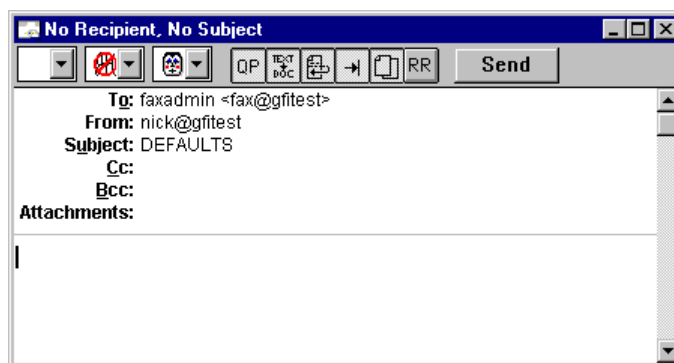 No Recipient, No Subject
QP TEXT DOC RR Send
To: faxadmin <fax@gfitest>
From: nick@gfitest
Subject: DEFAULTS
Cc:
Bcc:
Attachments: